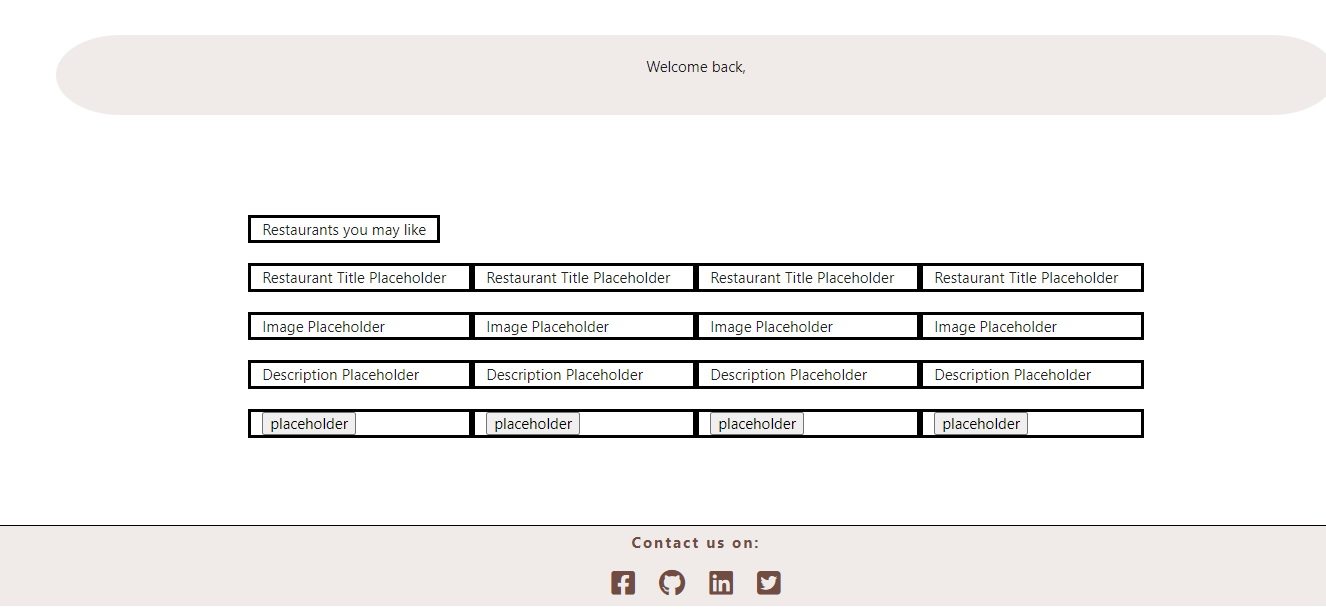 Welcome back,
Restaurants you may like
Restaurant Title Placeholder Restaurant Title Placeholder Restaurant Title Placeholder Restaurant Title Placeholder
Image Placeholder Image Placeholder Image Placeholder Image Placeholder
Description Placeholder Description Placeholder Description Placeholder Description Placeholder
placeholder placeholder placeholder placeholder
Contact us on: